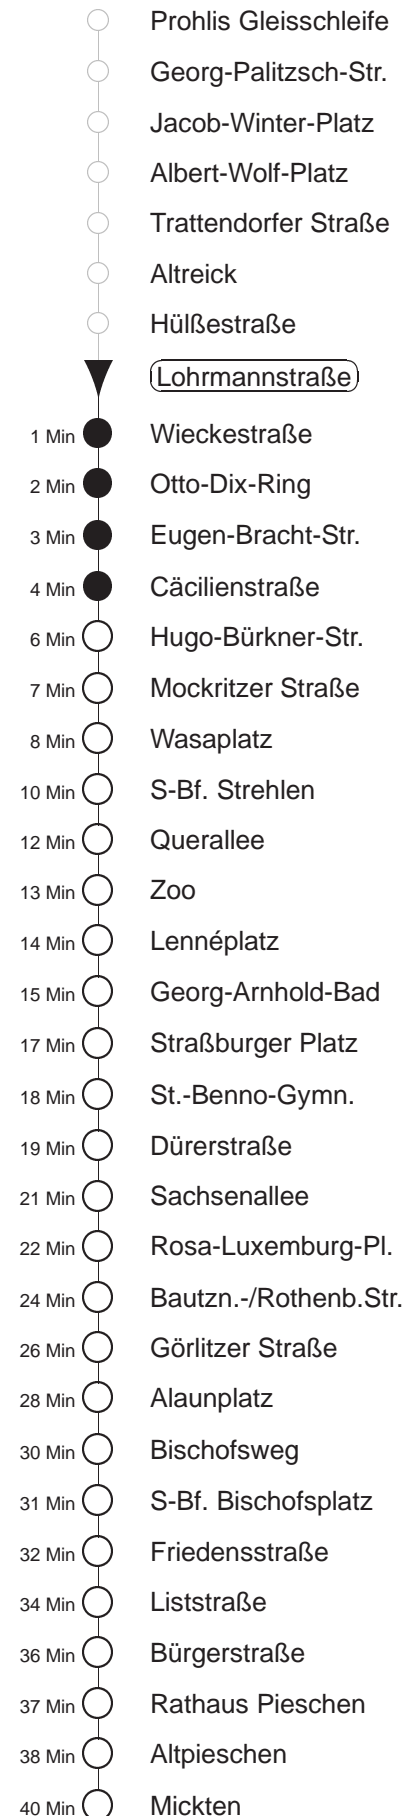 Prohlis Gleisschleife
Georg-Palitzsch-Str.
Jacob-Winter-Platz
Albert-Wolf-Platz
Trattendorfer Straße
Altreick
Hülßestraße
Lohrmannstraße
1 Min Wieckestraße
2 Min Otto-Dix-Ring
3 Min Eugen-Bracht-Str.
4 Min Cäcilienstraße
6 Min Hugo-Bürkner-Str.
7 Min Mockritzer Straße
8 Min Wasaplatz
10 Min S-Bf. Strehlen
12 Min Querallee
13 Min Zoo
14 Min Lennéplatz
15 Min Georg-Arnhold-Bad
17 Min Straßburger Platz
18 Min St.-Benno-Gymn.
19 Min Dürerstraße
21 Min Sachsenallee
22 Min Rosa-Luxemburg-Pl.
24 Min Bautzn.-/Rothenb.Str.
26 Min Görlitzer Straße
28 Min Alaunplatz
30 Min Bischofsweg
31 Min S-Bf. Bischofsplatz
32 Min Friedensstraße
34 Min Liststraße
36 Min Bürgerstraße
37 Min Rathaus Pieschen
38 Min Altpieschen
40 Min Mickten